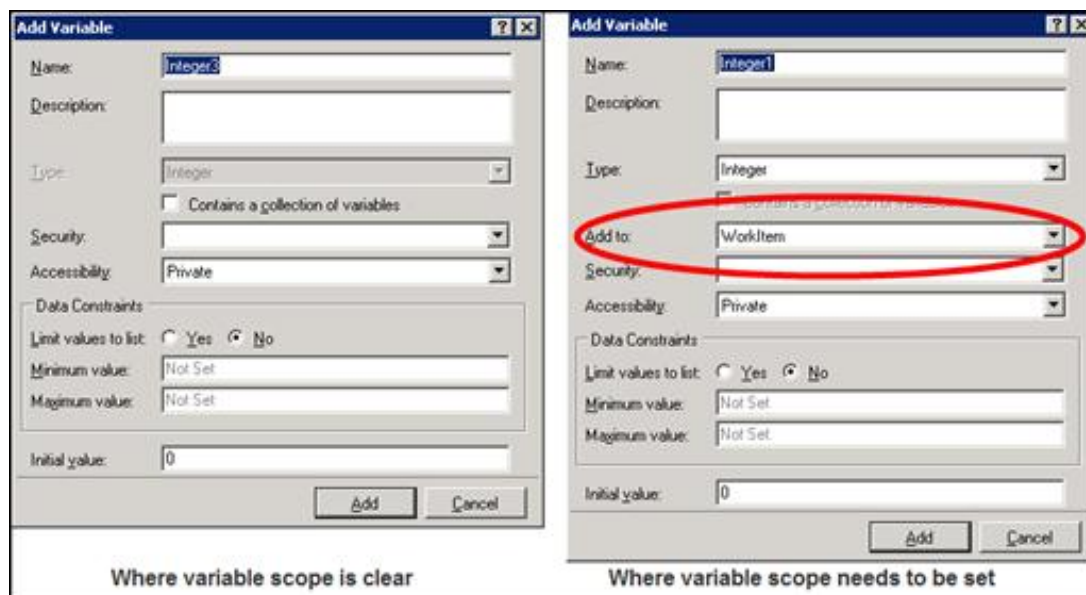 Add Variable
Name: Integer3
Description:
Type: Integer
Contains a collection of variables
Security:
Accessibility: Private
Data Constraints
Limit values to list: Yes No
Minimum value: Not Set
Maximum value: Not Set
Initial value: 0
Add Cancel
Where variable scope is clear
Add Variable
Name: Integer1
Description:
Type: Integer
Contains a collection of variables
Add to: WorkItem
Security:
Accessibility: Private
Data Constraints
Limit values to list: Yes No
Minimum value: Not Set
Maximum value: Not Set
Initial value: 0
Add Cancel
Where variable scope needs to be set